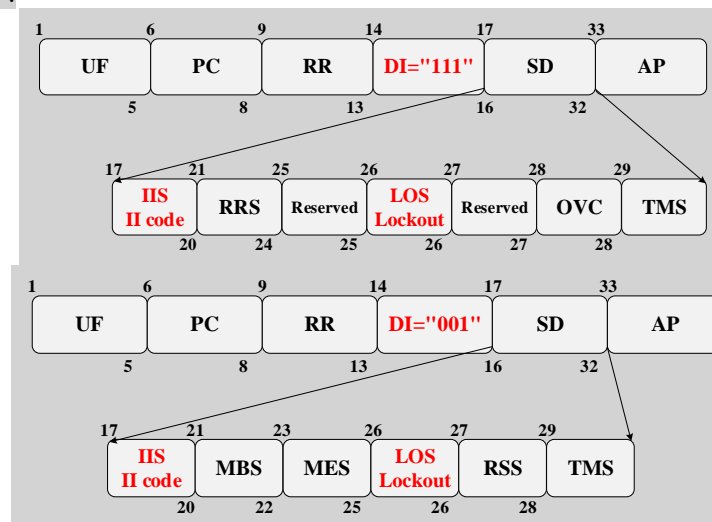 1 6 9 14 17 33
UF PC RR DI="111" SD AP
5 8 13 16 32
17 21 25 26 27 28 29
IIS
II code
RRS Reserved LOS
Lockout
Reserved OVC TMS
20 24 25 26 27 28
1 6 9 14 17 33
UF PC RR DI="001" SD AP
5 8 13 16 32
17 21 23 26 27 29
IIS
II code
MBS MES LOS
Lockout
RSS TMS
20 22 25 26 28